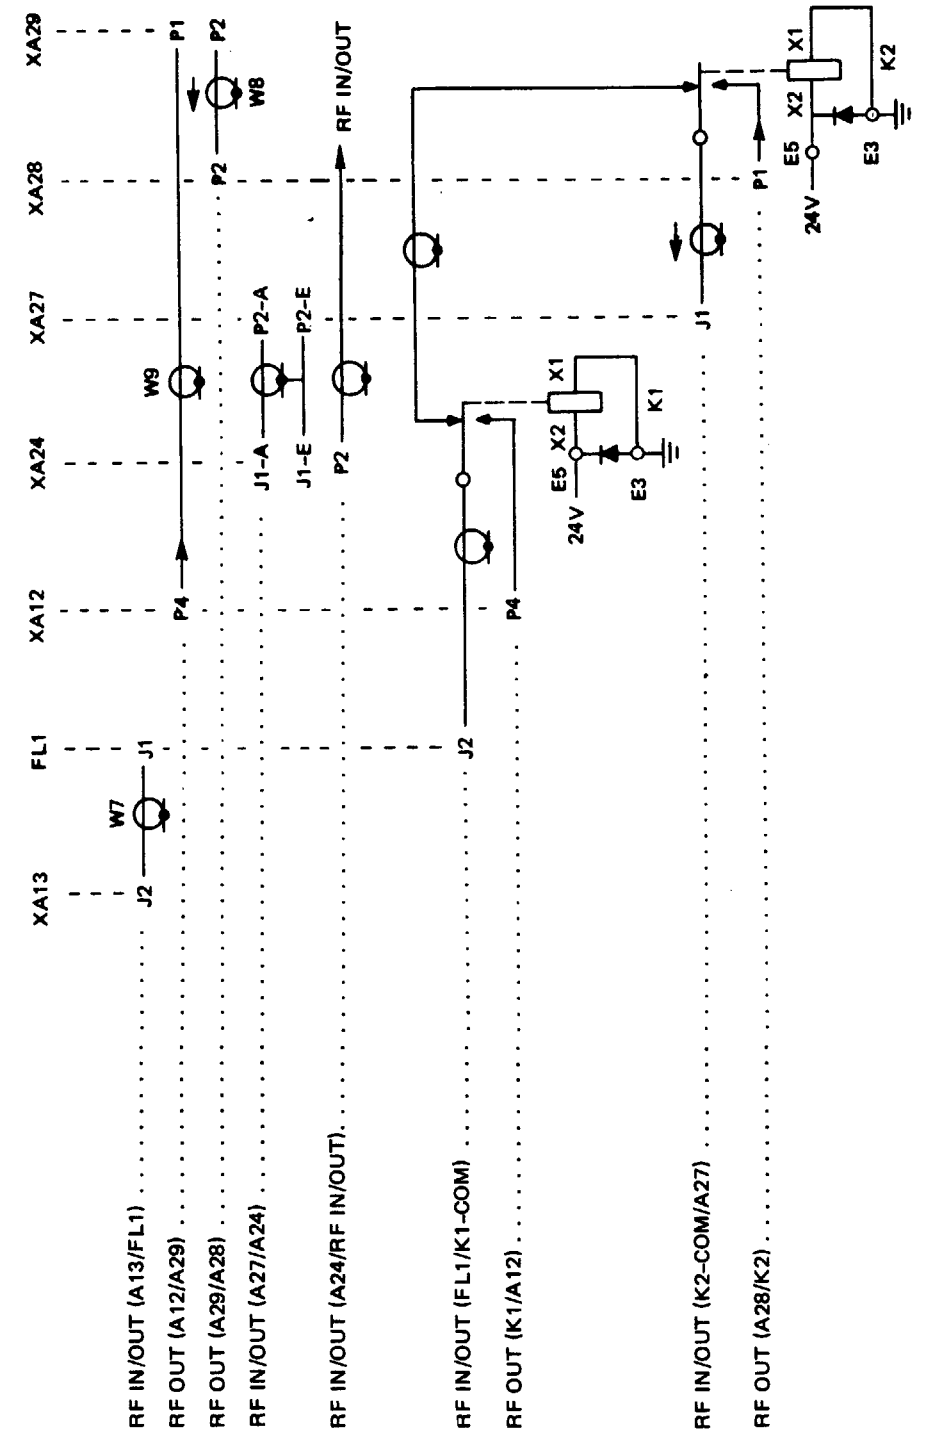 XA13 FL1 XA12 XA24 XA27 XA28 XA29
RF IN/OUT (A13/FL1) J2 W7 J1
RF OUT (A12/A29) P4 W9 P1
RF OUT (A29/A28) P2 W8 P2
RF IN/OUT (A27/A24) J1-A P2-A
J1-E P2-E
RF IN/OUT (A24/RF IN/OUT) P2 RF IN/OUT
RF IN/OUT (FL1/K1-COM) J2
RF OUT (K1/A12) P4
24V E5 X2 X1
E3 K1
RF IN/OUT (K2-COM/A27) J1
RF OUT (A28/K2) P1
24V E5 X2 X1
E3 K2